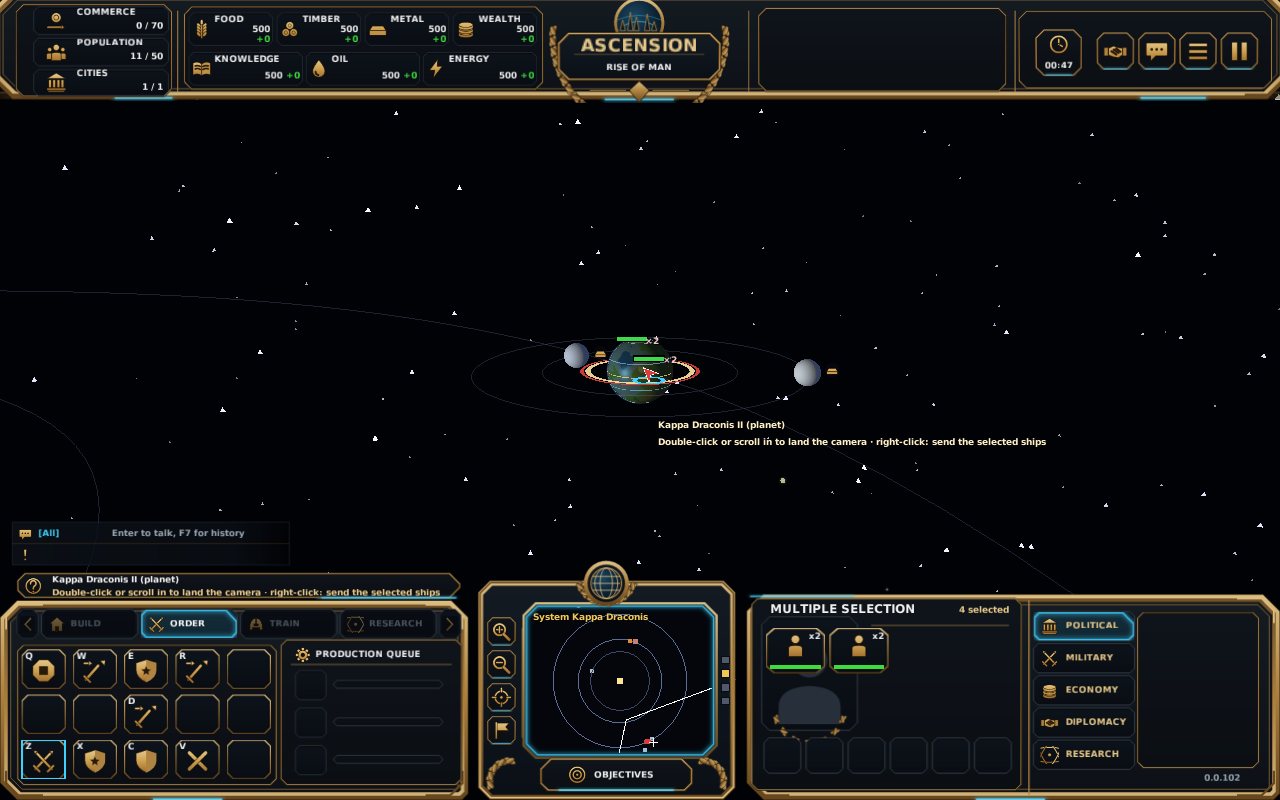 COMMERCE
0 / 70
POPULATION
11 / 50
CITIES
1 / 1
FOOD
500
+0
TIMBER
500
+0
METAL
500
+0
WEALTH
500
+0
KNOWLEDGE
500 +0
OIL
500 +0
ENERGY
500 +0
ASCENSION
RISE OF MAN
00:47
×2
×2
Kappa Draconis II (planet)
Double-click or scroll in to land the camera · right-click: send the selected ships
[All]
Enter to talk, F7 for history
!
Kappa Draconis II (planet)
Double-click or scroll in to land the camera · right-click: send the selected ships
BUILD
ORDER
TRAIN
RESEARCH
Q
W
E
R
D
Z
X
C
V
PRODUCTION QUEUE
System Kappa Draconis
OBJECTIVES
MULTIPLE SELECTION
4 selected
x2
x2
POLITICAL
MILITARY
ECONOMY
DIPLOMACY
RESEARCH
0.0.102